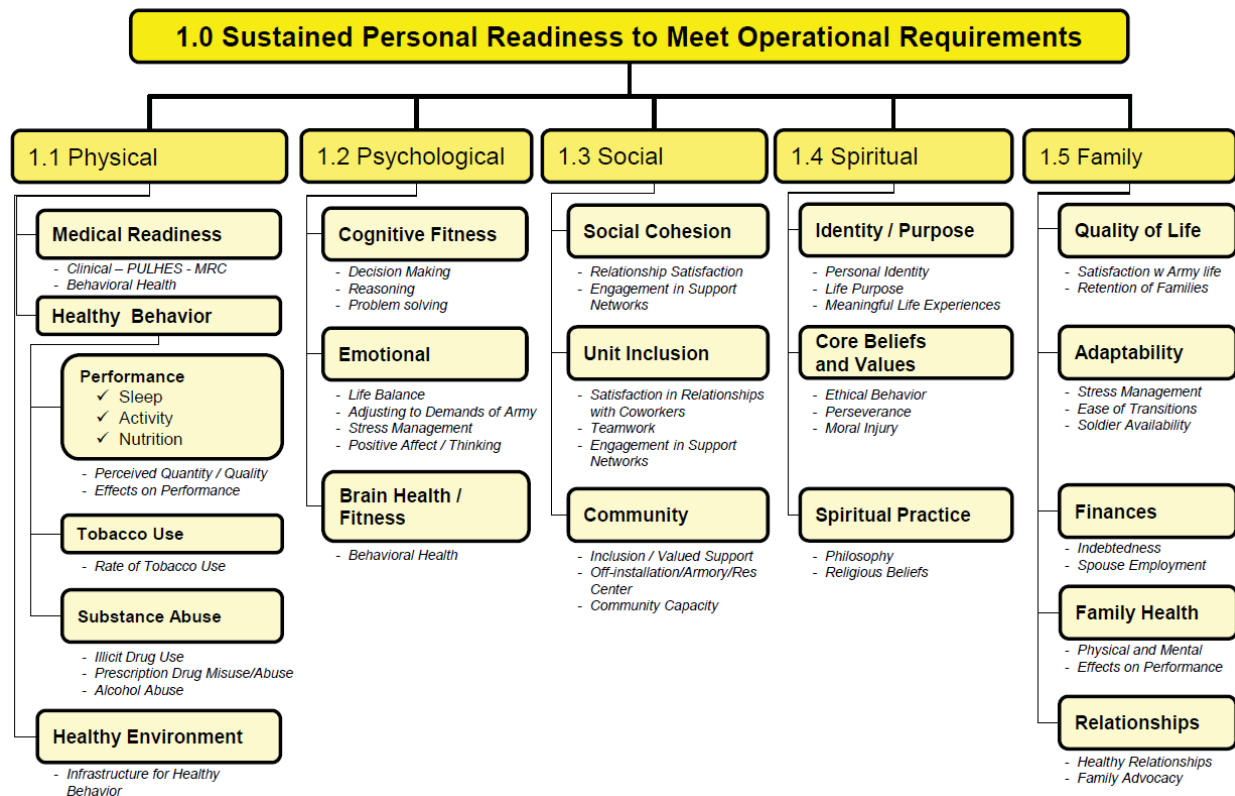 1.0 Sustained Personal Readiness to Meet Operational Requirements
1.1 Physical
Medical Readiness
- Clinical – PULHES - MRC
- Behavioral Health
Healthy Behavior
Performance
✓ Sleep
✓ Activity
✓ Nutrition
- Perceived Quantity / Quality
- Effects on Performance
Tobacco Use
- Rate of Tobacco Use
Substance Abuse
- Illicit Drug Use
- Prescription Drug Misuse/Abuse
- Alcohol Abuse
Healthy Environment
- Infrastructure for Healthy
Behavior
1.2 Psychological
Cognitive Fitness
- Decision Making
- Reasoning
- Problem solving
Emotional
- Life Balance
- Adjusting to Demands of Army
- Stress Management
- Positive Affect / Thinking
Brain Health /
Fitness
- Behavioral Health
1.3 Social
Social Cohesion
- Relationship Satisfaction
- Engagement in Support
Networks
Unit Inclusion
- Satisfaction in Relationships
with Coworkers
- Teamwork
- Engagement in Support
Networks
Community
- Inclusion / Valued Support
- Off-installation/Armory/Res
Center
- Community Capacity
1.4 Spiritual
Identity / Purpose
- Personal Identity
- Life Purpose
- Meaningful Life Experiences
Core Beliefs
and Values
- Ethical Behavior
- Perseverance
- Moral Injury
Spiritual Practice
- Philosophy
- Religious Beliefs
1.5 Family
Quality of Life
- Satisfaction w Army life
- Retention of Families
Adaptability
- Stress Management
- Ease of Transitions
- Soldier Availability
Finances
- Indebtedness
- Spouse Employment
Family Health
- Physical and Mental
- Effects on Performance
Relationships
- Healthy Relationships
- Family Advocacy